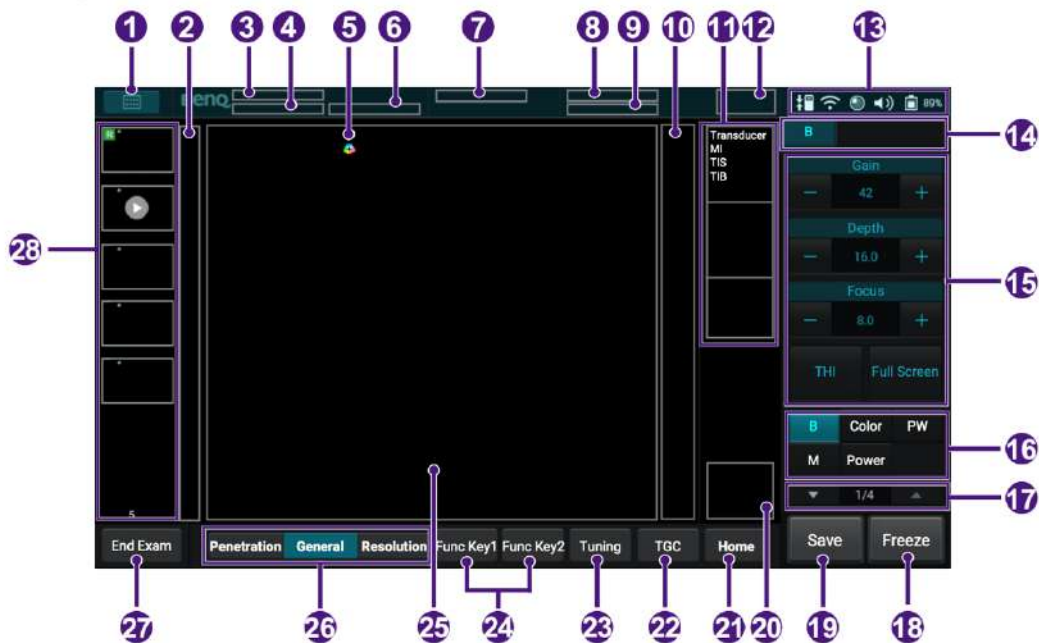 1 2 3 4 5 6 7 8 9 10 11 12 13
BenQ
89%
R
Transducer
MI
TIS
TIB
B
14
Gain
− 42 +
Depth
− 16.0 +
15
Focus
− 8.0 +
THI Full Screen
28
B Color PW
M Power
16
1/4
17
5
End Exam Penetration General Resolution Func Key1 Func Key2 Tuning TGC Home Save Freeze
27 26 25 24 23 22 21 20 19 18